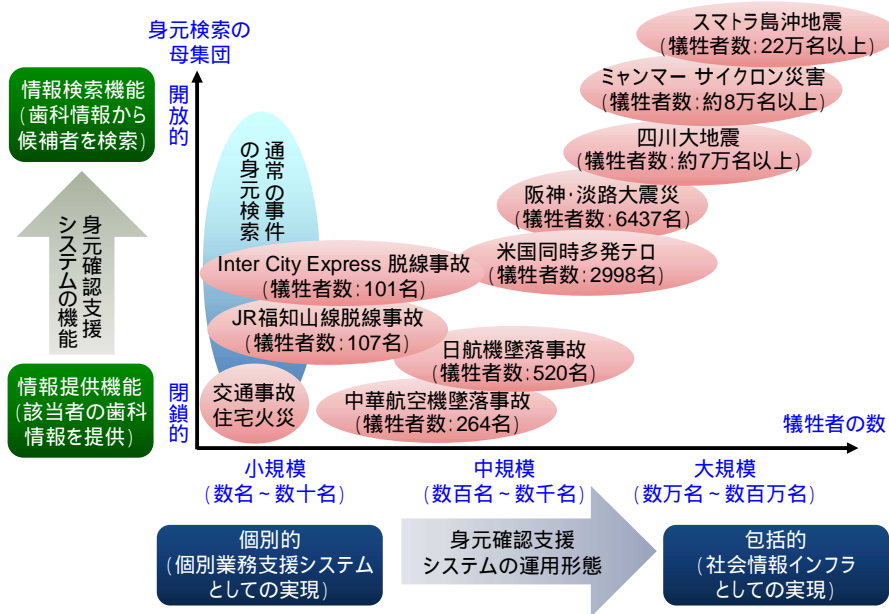 身元検索の
母集団
開放的
閉鎖的
情報検索機能
(歯科情報から
候補者を検索)
身元確認支援
システムの機能
情報提供機能
(該当者の歯科
情報を提供)
通常の事件
の身元検索
スマトラ島沖地震
(犠牲者数:22万名以上)
ミャンマー サイクロン災害
(犠牲者数:約8万名以上)
四川大地震
(犠牲者数:約7万名以上)
阪神・淡路大震災
(犠牲者数:6437名)
米国同時多発テロ
(犠牲者数:2998名)
Inter City Express 脱線事故
(犠牲者数:101名)
JR福知山線脱線事故
(犠牲者数:107名)
日航機墜落事故
(犠牲者数:520名)
交通事故
住宅火災
中華航空機墜落事故
(犠牲者数:264名)
犠牲者の数
小規模
(数名~数十名)
中規模
(数百名~数千名)
大規模
(数万名~数百万名)
個別的
(個別業務支援システム
としての実現)
身元確認支援
システムの運用形態
包括的
(社会情報インフラ
としての実現)